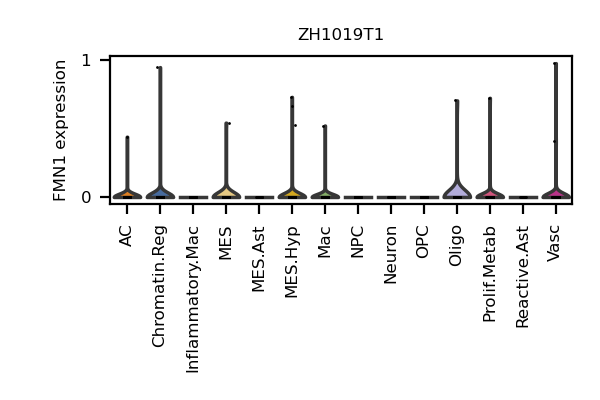 ZH1019T1
FMN1 expression
1
0
AC
Chromatin.Reg
Inflammatory.Mac
MES
MES.Ast
MES.Hyp
Mac
NPC
Neuron
OPC
Oligo
Prolif.Metab
Reactive.Ast
Vasc